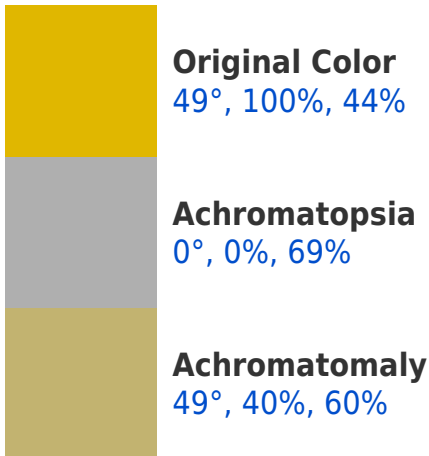 Original Color
49°, 100%, 44%
Achromatopsia
0°, 0%, 69%
Achromatomaly
49°, 40%, 60%